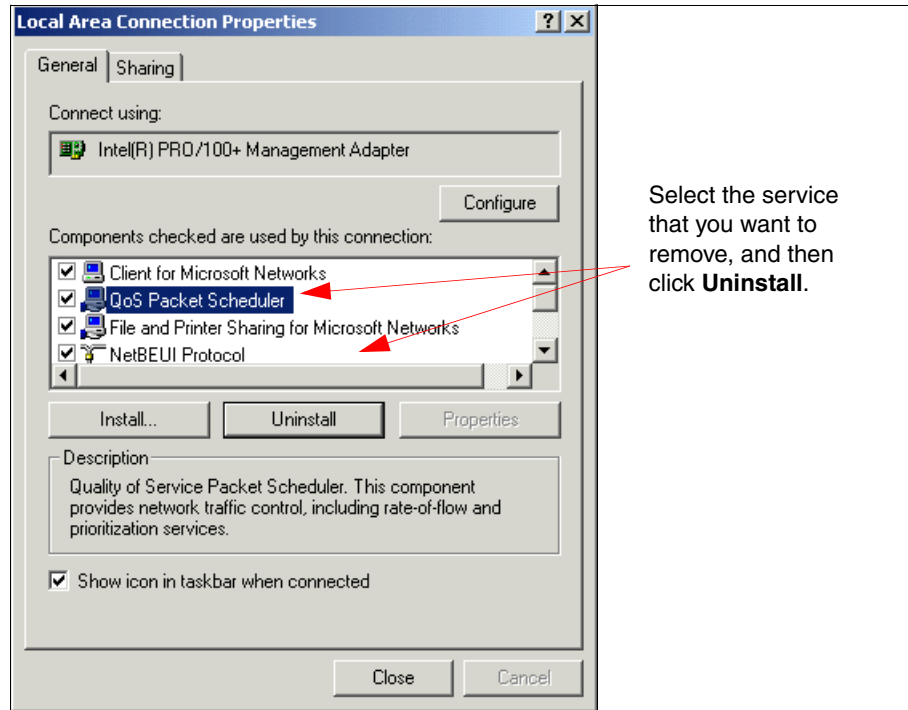 Local Area Connection Properties
General
Sharing
Connect using:
Intel(R) PRO/100+ Management Adapter
Configure
Components checked are used by this connection:
Client for Microsoft Networks
QoS Packet Scheduler
File and Printer Sharing for Microsoft Networks
NetBEUI Protocol
Install...
Uninstall
Properties
Description
Quality of Service Packet Scheduler. This component
provides network traffic control, including rate-of-flow and
prioritization services.
Show icon in taskbar when connected
Close
Cancel
Select the service
that you want to
remove, and then
click Uninstall.